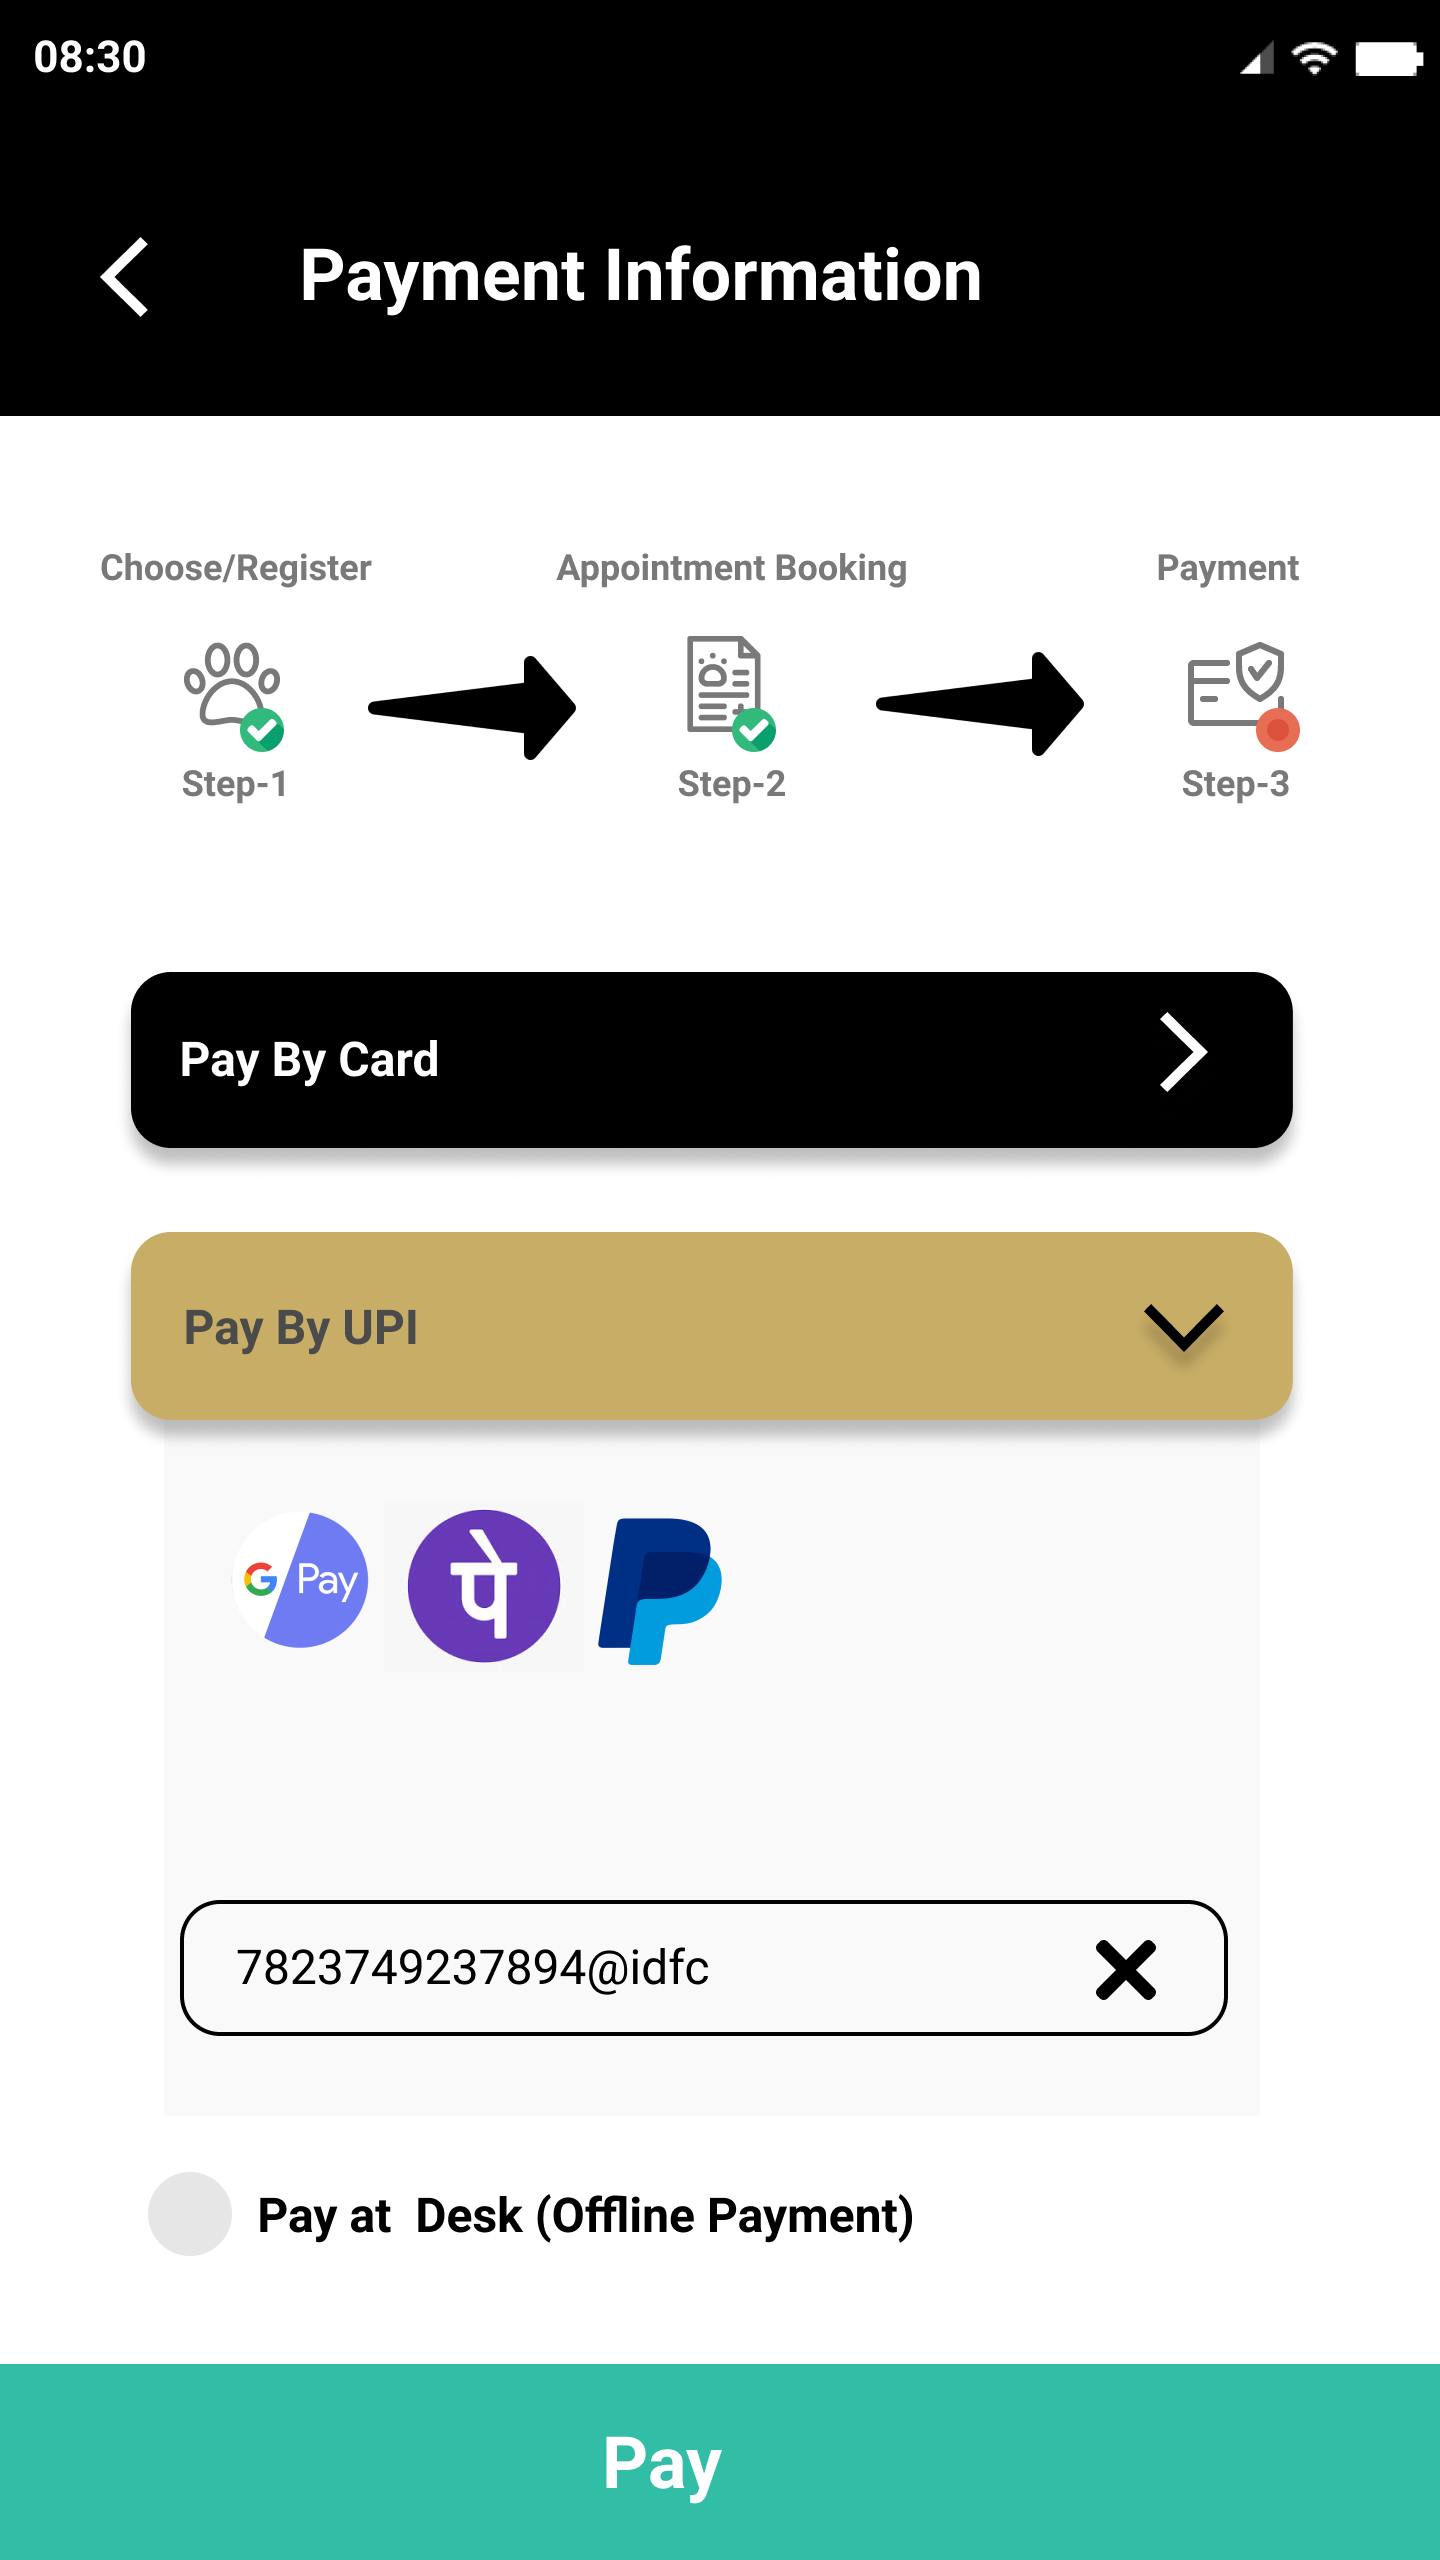 08:30
Payment Information
Choose/Register
Appointment Booking
Payment
Step-1
Step-2
Step-3
Pay By Card
Pay By UPI
G Pay
पे
7823749237894@idfc
Pay at  Desk (Offline Payment)
Pay